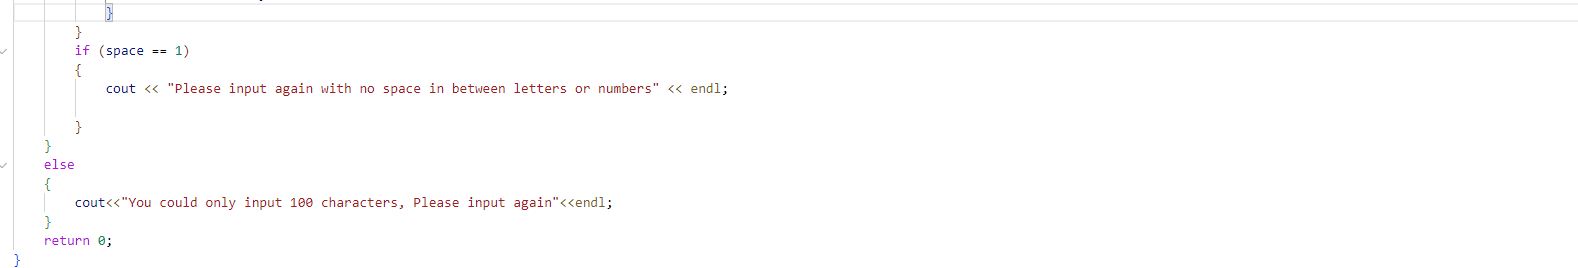 }
}
if (space == 1)
{
cout << "Please input again with no space in between letters or numbers" << endl;
}
}
else
{
cout<<"You could only input 100 characters, Please input again"<<endl;
}
return 0;
}